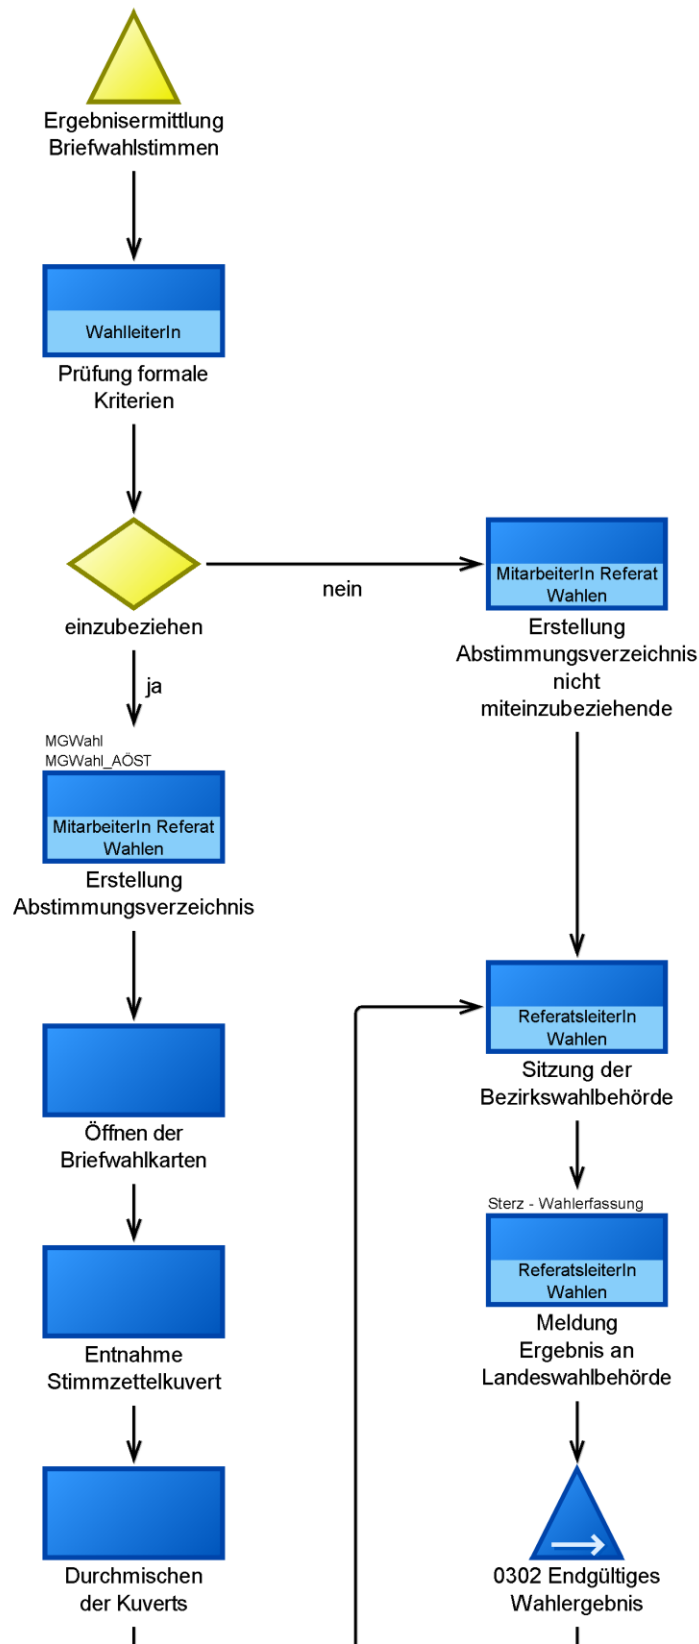 Ergebnisermittlung
Briefwahlstimmen
WahlleiterIn
Prüfung formale
Kriterien
einzubeziehen
nein
MitarbeiterIn Referat
Wahlen
Erstellung
Abstimmungsverzeichnis
nicht
miteinzubeziehende
ja
MGWahl
MGWahl_AÖST
MitarbeiterIn Referat
Wahlen
Erstellung
Abstimmungsverzeichnis
ReferatsleiterIn
Wahlen
Sitzung der
Bezirkswahlbehörde
Öffnen der
Briefwahlkarten
Sterz - Wahlerfassung
ReferatsleiterIn
Wahlen
Meldung
Ergebnis an
Landeswahlbehörde
Entnahme
Stimmzettelkuvert
Durchmischen
der Kuverts
0302 Endgültiges
Wahlergebnis